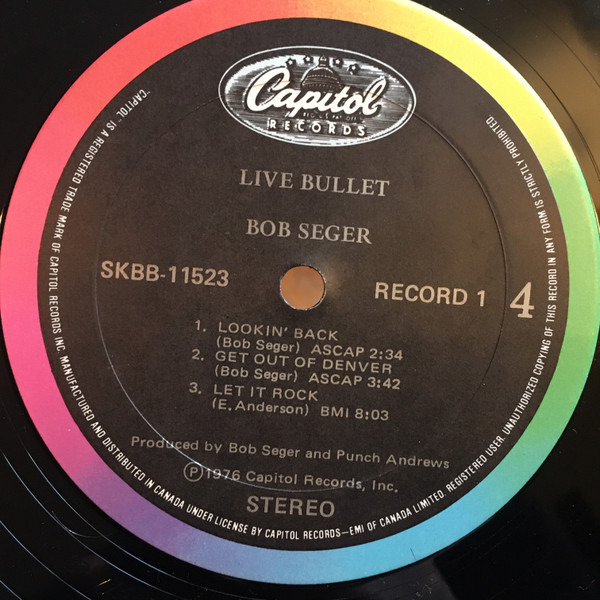 Capitol
RECORDS
LIVE BULLET
BOB SEGER
SKBB-11523
RECORD 1 4
1. LOOKIN' BACK
(Bob Seger) ASCAP 2:34
2. GET OUT OF DENVER
(Bob Seger) ASCAP 3:42
3. LET IT ROCK
(E. Anderson) BMI 8:03
Produced by Bob Seger and Punch Andrews
Ⓟ1976 Capitol Records, Inc.
STEREO
"CAPITOL" IS A REGISTERED TRADE MARK OF CAPITOL RECORDS INC. MANUFACTURED AND DISTRIBUTED IN CANADA UNDER LICENSE BY CAPITOL RECORDS—EMI OF CANADA LIMITED. REGISTERED USER. UNAUTHORIZED COPYING OF THIS RECORD IN ANY FORM IS STRICTLY PROHIBITED